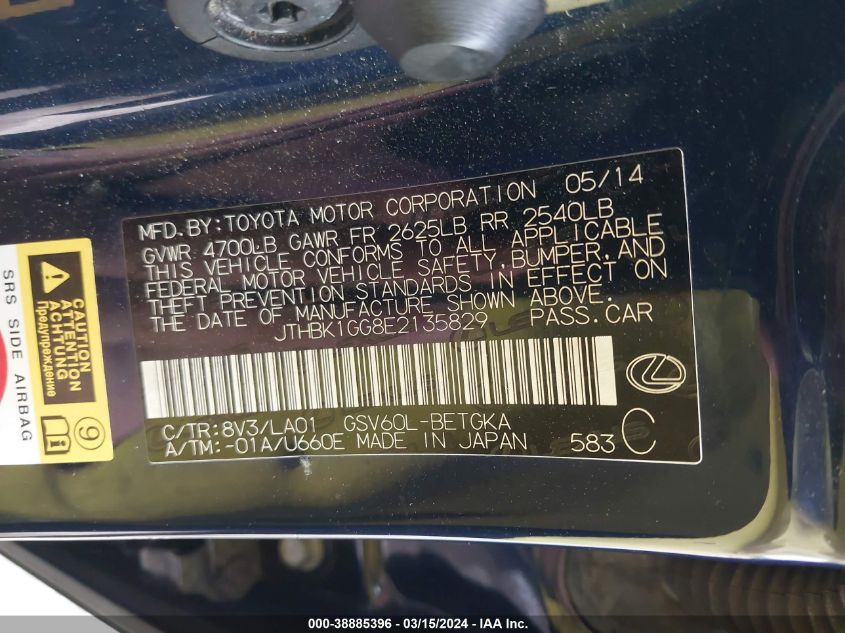 MFD. BY: TOYOTA MOTOR CORPORATION 05/14
GVWR 4700LB GAWR FR 2625LB RR 2540LB
THIS VEHICLE CONFORMS TO ALL APPLICABLE
FEDERAL MOTOR VEHICLE SAFETY, BUMPER, AND
THEFT PREVENTION STANDARDS IN EFFECT ON
THE DATE OF MANUFACTURE SHOWN ABOVE.
JTHBK1GG8E2135829 PASS. CAR
C/TR: 8V3/LA01 GSV60L-BETGKA
A/TM: -01A/U660E MADE IN JAPAN 583 C
SRS SIDE AIRBAG
CAUTION
ATTENTION
ACHTUNG
Предупреждение
9
000-38885396 - 03/15/2024 - IAA Inc.